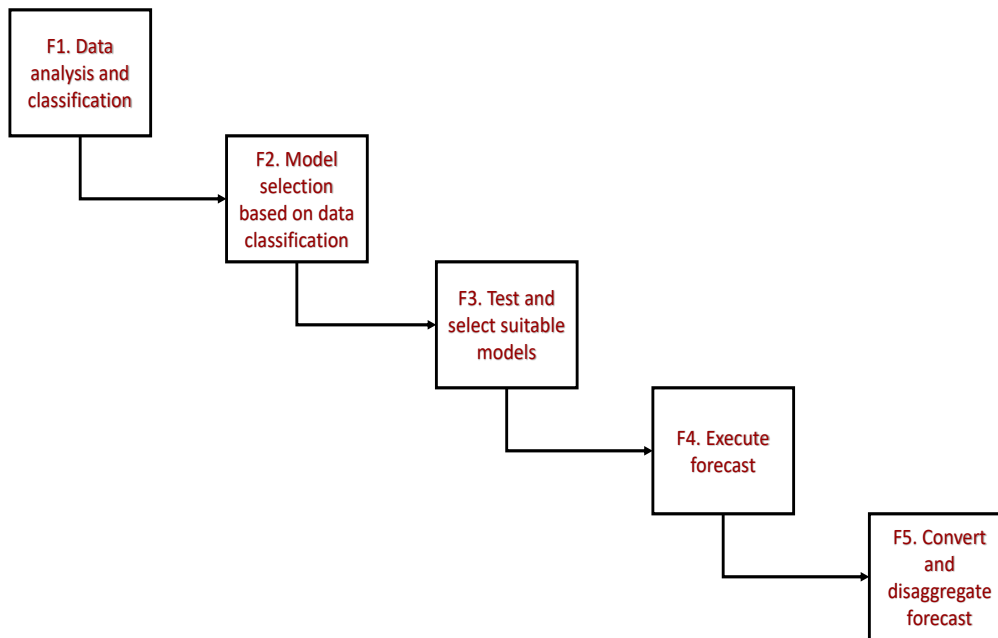 F1. Data
analysis and
classification
F2. Model
selection
based on data
classification
F3. Test and
select suitable
models
F4. Execute
forecast
F5. Convert
and
disaggregate
forecast